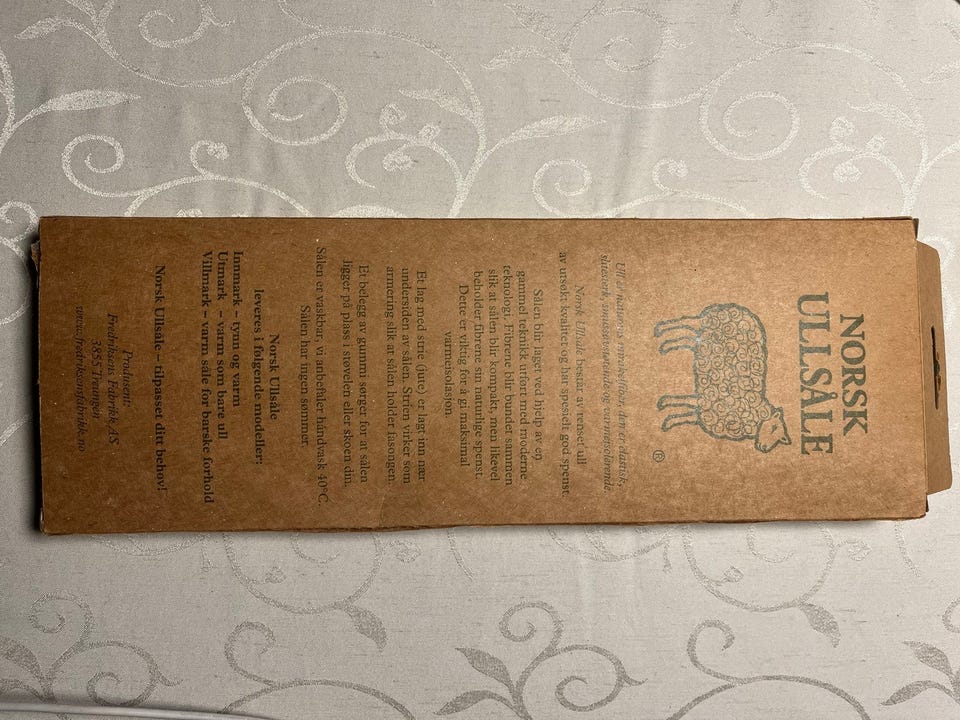 NORSK
ULLSÅLE
®
Ull er naturens vinterkraft, den er elastisk,
slitesterk, vannavstøtende og varmeisolerende.
Norsk Ullsåle består av renset ull
av utsøkt kvalitet og har spesielt god spenst.
Sålen blir laget ved hjelp av en
gammel teknikk utført med moderne
teknologi. Fibrene blir bundet sammen
slik at sålen blir kompakt, men likevel
beholder fibrene sin naturlige spenst.
Dette er viktig for å gi maksimal
varmeisolasjon.
Et lag med strie (jute) er lagt inn nær
undersiden av sålen. Strien virker som
armering slik at sålen holder fasongen.
Et belegg av gummi sørger for at sålen
ligger på plass i støvelen eller skoen din.
Sålen er vaskbar, vi anbefaler håndvask 40°C.
Sålen har ingen sømmer.
Norsk Ullsåle
leveres i følgende modeller:
Innmark – tynn og varm
Utmark – varm som bare ull
Villmark – varm såle for barske forhold
Norsk Ullsåle – tilpasset ditt behov!
Produsent:
Fredriksons Fabrikk AS
3855 Treungen
www.fredriksonsfabrikk.no